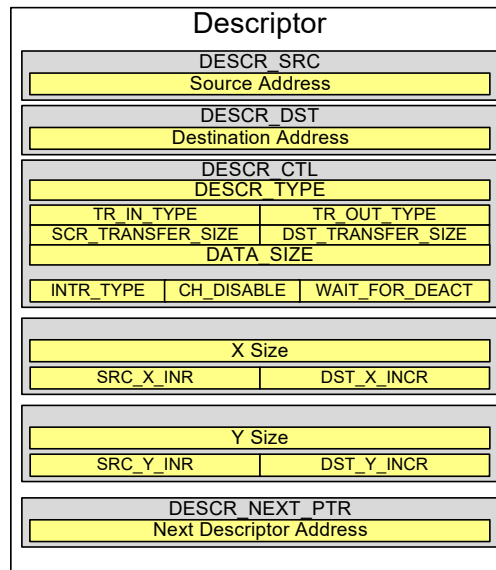 Descriptor
DESCR_SRC
Source Address
DESCR_DST
Destination Address
DESCR_CTL
DESCR_TYPE
TR_IN_TYPE TR_OUT_TYPE
SCR_TRANSFER_SIZE DST_TRANSFER_SIZE
DATA_SIZE
INTR_TYPE CH_DISABLE WAIT_FOR_DEACT
X Size
SRC_X_INR DST_X_INCR
Y Size
SRC_Y_INR DST_Y_INCR
DESCR_NEXT_PTR
Next Descriptor Address